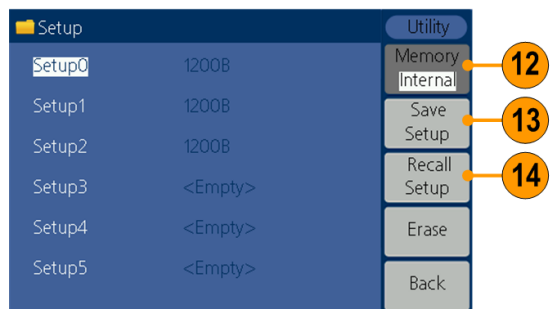 Setup
Utility
Setup0 1200B
Memory
Internal
12
Setup1 1200B
Save
Setup
13
Setup2 1200B
Recall
Setup
14
Setup3 <Empty>
Setup4 <Empty>
Erase
Setup5 <Empty>
Back